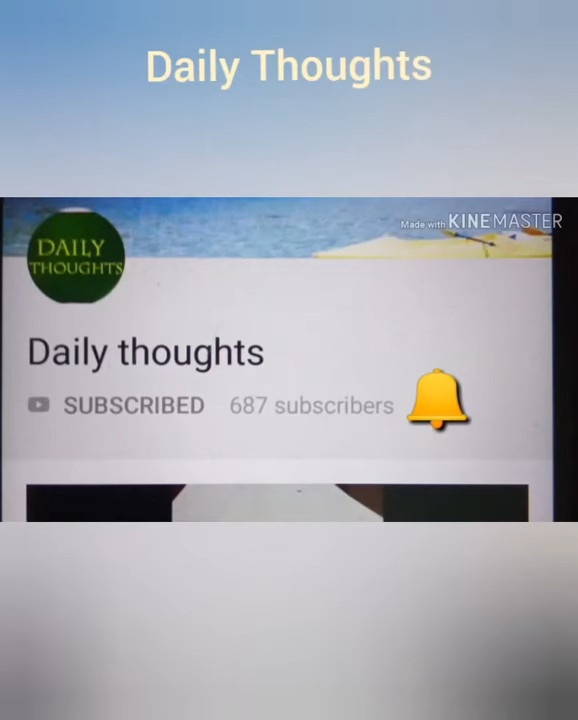 Daily Thoughts
Made with KINEMASTER
DAILY
THOUGHTS
Daily thoughts
SUBSCRIBED 687 subscribers